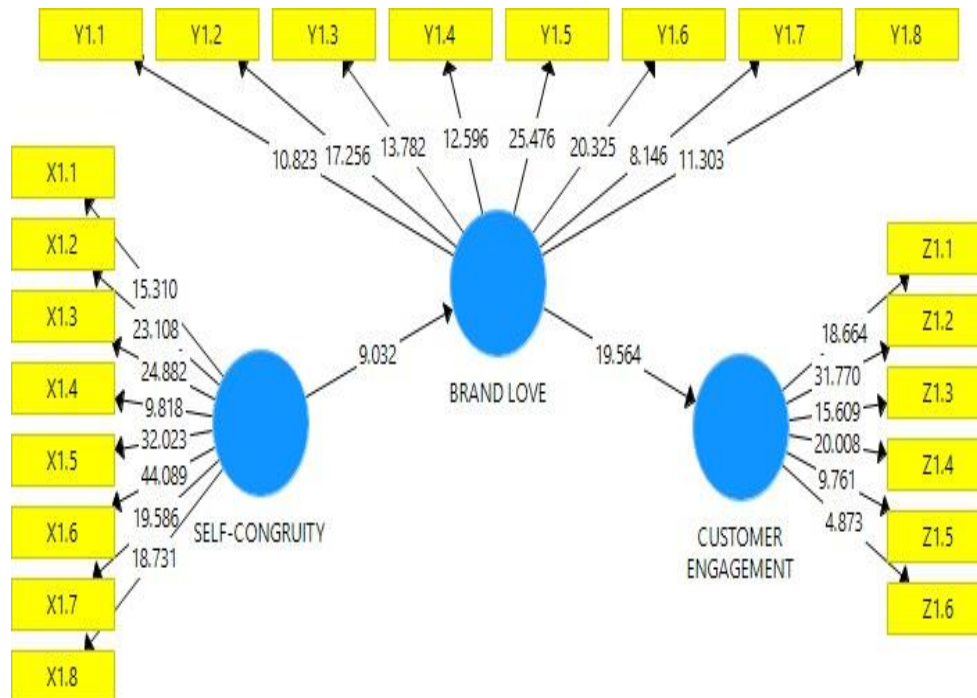 Y1.1 Y1.2 Y1.3 Y1.4 Y1.5 Y1.6 Y1.7 Y1.8
10.823 17.256 13.782 12.596 25.476 20.325 8.146 11.303
X1.1
X1.2
X1.3
X1.4
X1.5
X1.6
X1.7
X1.8
15.310
23.108
24.882
9.818
32.023
44.089
19.586
18.731
SELF-CONGRUITY
9.032
BRAND LOVE
19.564
CUSTOMER
ENGAGEMENT
18.664
31.770
15.609
20.008
9.761
4.873
Z1.1
Z1.2
Z1.3
Z1.4
Z1.5
Z1.6